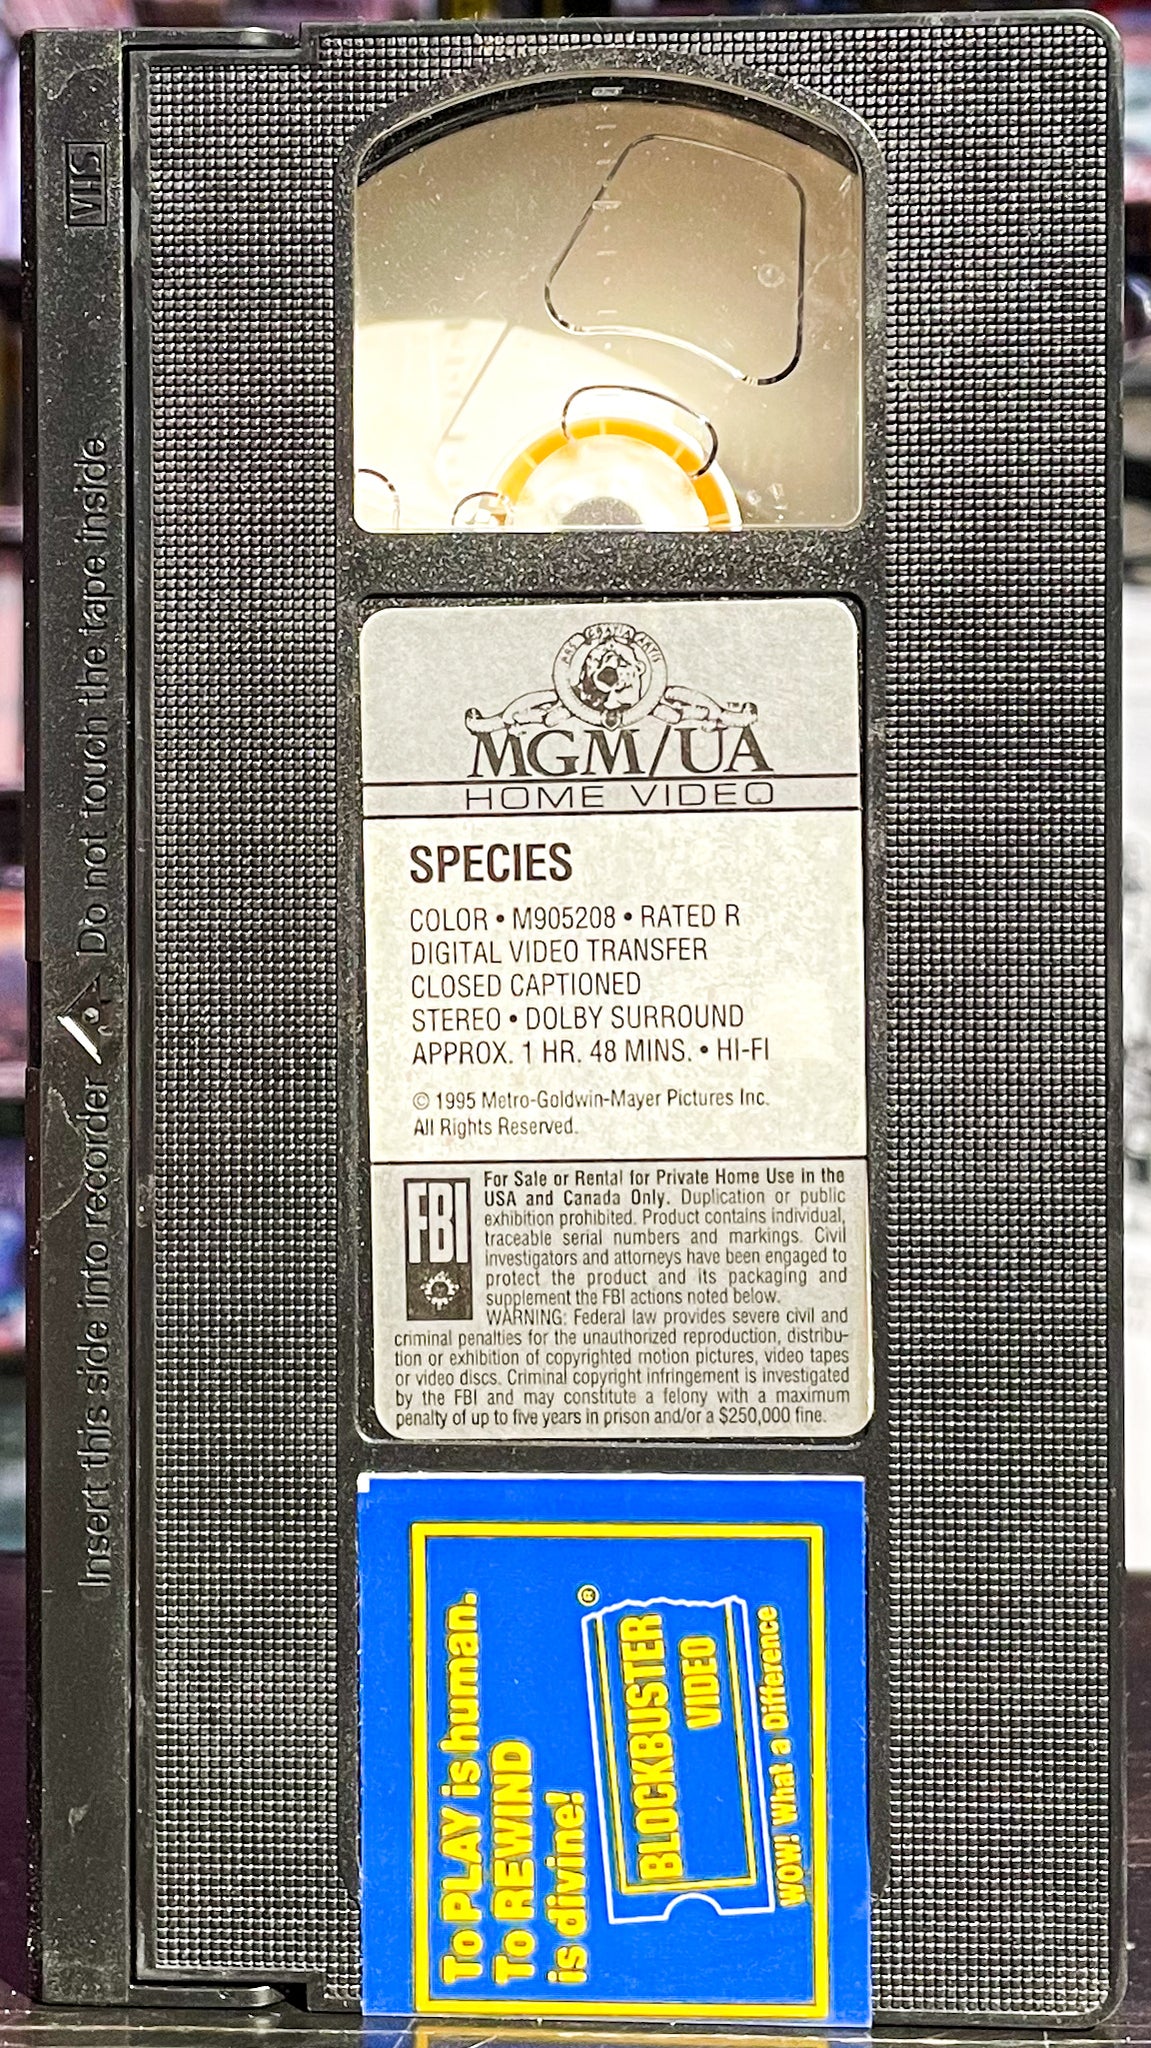 VHS
Insert this side into recorder
Do not touch the tape inside
ARS GRATIA ARTIS
MGM/UA
HOME VIDEO
SPECIES
COLOR • M905208 • RATED R
DIGITAL VIDEO TRANSFER
CLOSED CAPTIONED
STEREO • DOLBY SURROUND
APPROX. 1 HR. 48 MINS. • HI-FI
© 1995 Metro-Goldwin-Mayer Pictures Inc.
All Rights Reserved.
FBI
For Sale or Rental for Private Home Use in the
USA and Canada Only. Duplication or public
exhibition prohibited. Product contains individual,
traceable serial numbers and markings. Civil
investigators and attorneys have been engaged to
protect the product and its packaging and
supplement the FBI actions noted below.
WARNING: Federal law provides severe civil and
criminal penalties for the unauthorized reproduction, distribu-
tion or exhibition of copyrighted motion pictures, video tapes
or video discs. Criminal copyright infringement is investigated
by the FBI and may constitute a felony with a maximum
penalty of up to five years in prison and/or a $250,000 fine.
To PLAY is human.
To REWIND
is divine!
BLOCKBUSTER ®
VIDEO
WOW! What a Difference